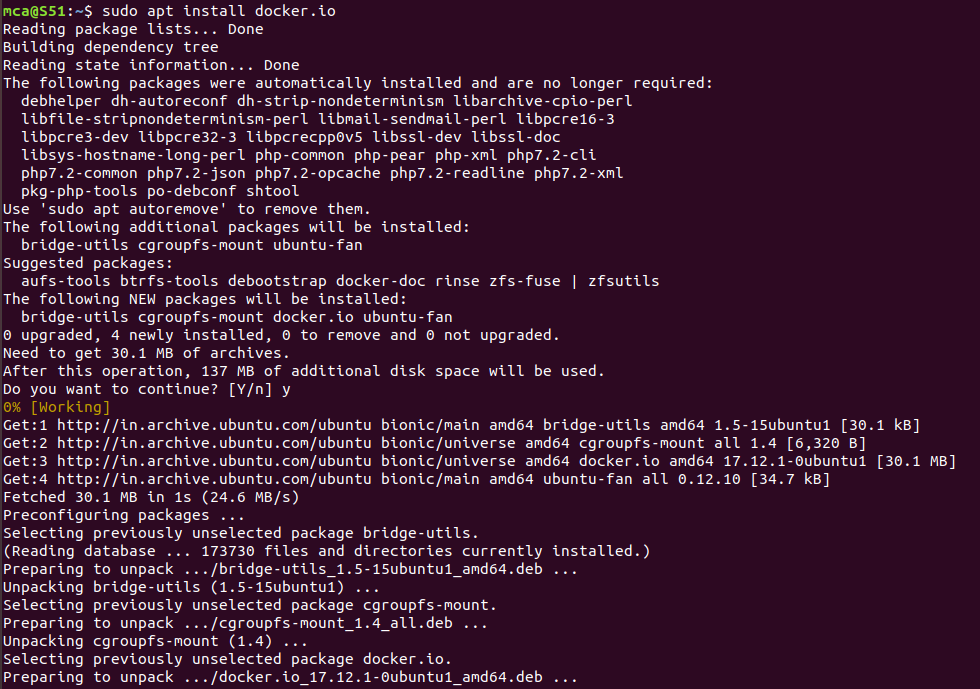 mca@S51:~$ sudo apt install docker.io
Reading package lists... Done
Building dependency tree
Reading state information... Done
The following packages were automatically installed and are no longer required:
  debhelper dh-autoreconf dh-strip-nondeterminism libarchive-cpio-perl
  libfile-stripnondeterminism-perl libmail-sendmail-perl libpcre16-3
  libpcre3-dev libpcre32-3 libpcrecpp0v5 libssl-dev libssl-doc
  libsys-hostname-long-perl php-common php-pear php-xml php7.2-cli
  php7.2-common php7.2-json php7.2-opcache php7.2-readline php7.2-xml
  pkg-php-tools po-debconf shtool
Use 'sudo apt autoremove' to remove them.
The following additional packages will be installed:
  bridge-utils cgroupfs-mount ubuntu-fan
Suggested packages:
  aufs-tools btrfs-tools debootstrap docker-doc rinse zfs-fuse | zfsutils
The following NEW packages will be installed:
  bridge-utils cgroupfs-mount docker.io ubuntu-fan
0 upgraded, 4 newly installed, 0 to remove and 0 not upgraded.
Need to get 30.1 MB of archives.
After this operation, 137 MB of additional disk space will be used.
Do you want to continue? [Y/n] y
0% [Working]
Get:1 http://in.archive.ubuntu.com/ubuntu bionic/main amd64 bridge-utils amd64 1.5-15ubuntu1 [30.1 kB]
Get:2 http://in.archive.ubuntu.com/ubuntu bionic/universe amd64 cgroupfs-mount all 1.4 [6,320 B]
Get:3 http://in.archive.ubuntu.com/ubuntu bionic/universe amd64 docker.io amd64 17.12.1-0ubuntu1 [30.1 MB]
Get:4 http://in.archive.ubuntu.com/ubuntu bionic/main amd64 ubuntu-fan all 0.12.10 [34.7 kB]
Fetched 30.1 MB in 1s (24.6 MB/s)
Preconfiguring packages ...
Selecting previously unselected package bridge-utils.
(Reading database ... 173730 files and directories currently installed.)
Preparing to unpack .../bridge-utils_1.5-15ubuntu1_amd64.deb ...
Unpacking bridge-utils (1.5-15ubuntu1) ...
Selecting previously unselected package cgroupfs-mount.
Preparing to unpack .../cgroupfs-mount_1.4_all.deb ...
Unpacking cgroupfs-mount (1.4) ...
Selecting previously unselected package docker.io.
Preparing to unpack .../docker.io_17.12.1-0ubuntu1_amd64.deb ...